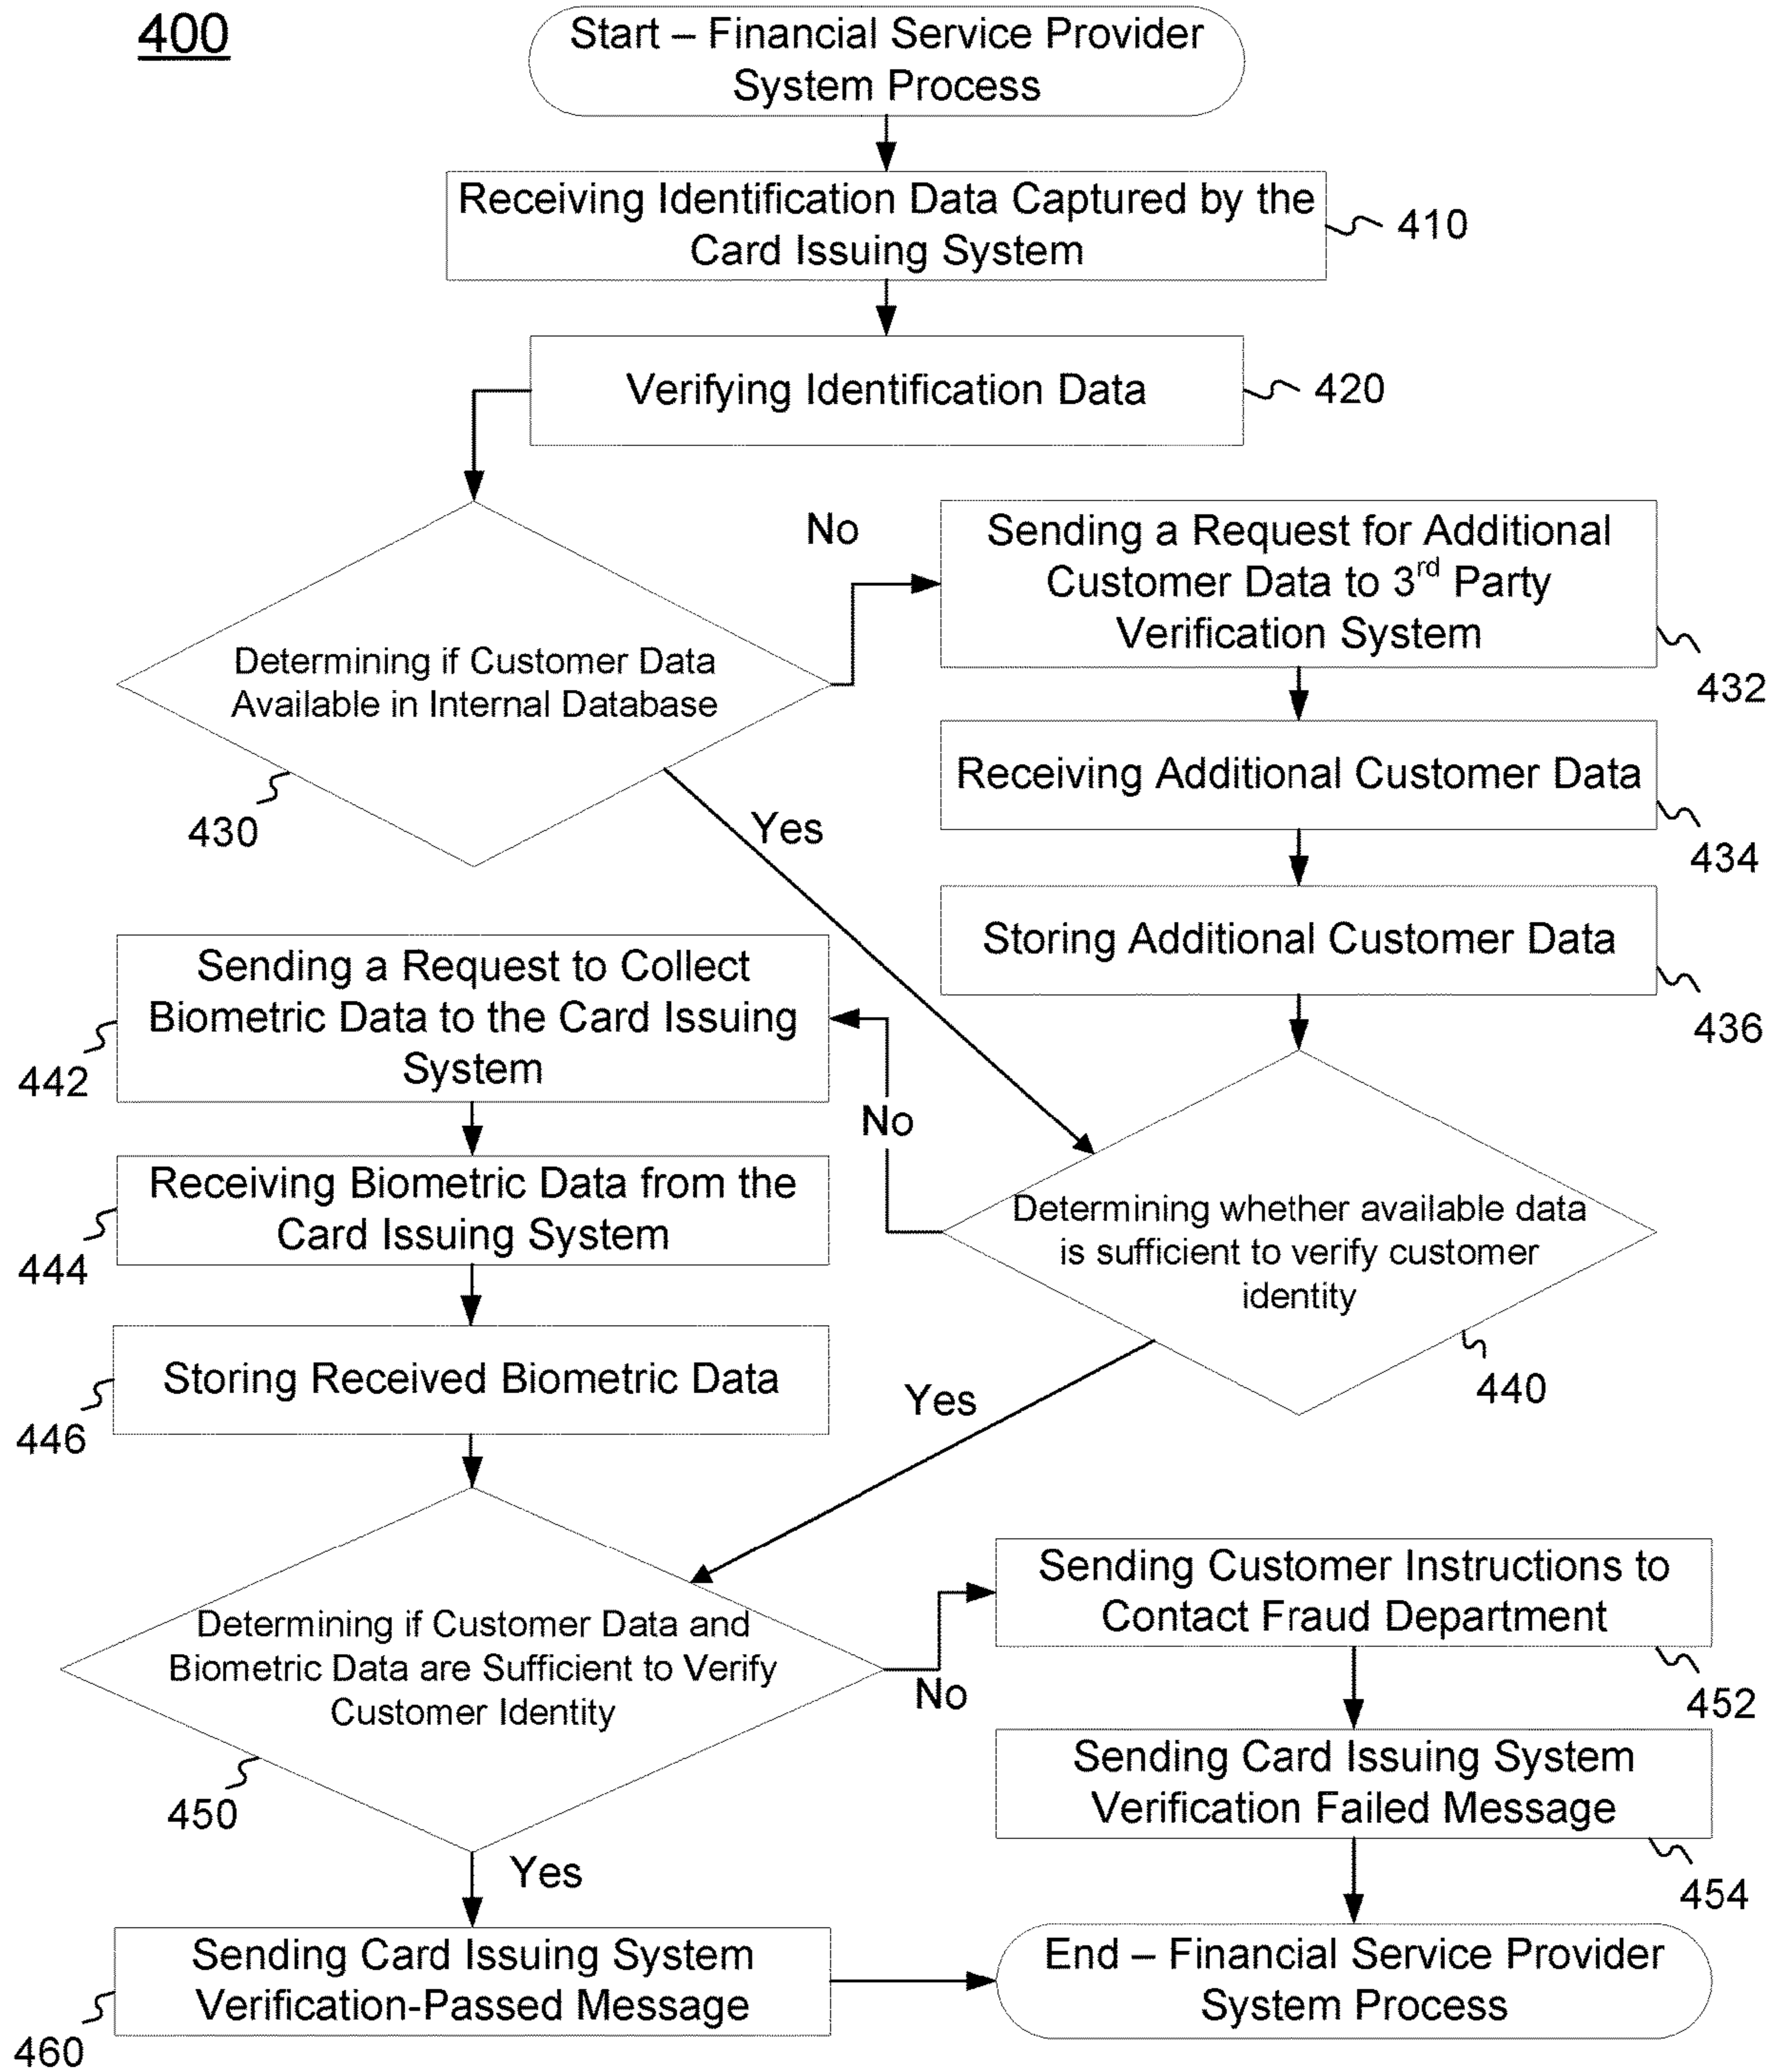 400
Start – Financial Service Provider
System Process
Receiving Identification Data Captured by the
Card Issuing System
410
Verifying Identification Data
420
Determining if Customer Data
Available in Internal Database
430
No
Sending a Request for Additional
Customer Data to 3rd Party
Verification System
432
Receiving Additional Customer Data
434
Yes
Storing Additional Customer Data
436
Sending a Request to Collect
Biometric Data to the Card Issuing
System
442
No
Receiving Biometric Data from the
Card Issuing System
444
Determining whether available data
is sufficient to verify customer
identity
440
Storing Received Biometric Data
446
Yes
Determining if Customer Data and
Biometric Data are Sufficient to Verify
Customer Identity
450
No
Sending Customer Instructions to
Contact Fraud Department
452
Sending Card Issuing System
Verification Failed Message
454
Yes
Sending Card Issuing System
Verification-Passed Message
460
End – Financial Service Provider
System Process